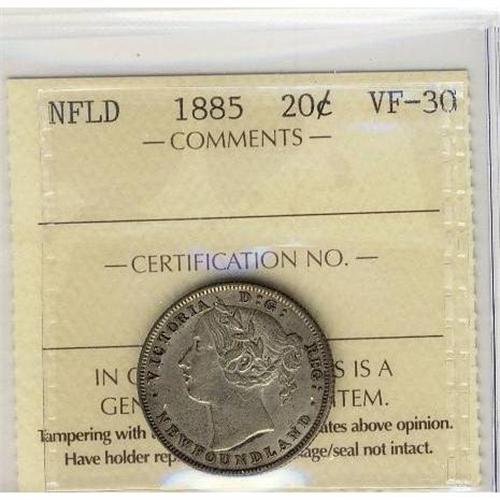 NFLD 1885 20¢ VF-30
— COMMENTS —
— CERTIFICATION NO. —
VICTORIA D:G: REG:
NEWFOUNDLAND
IN S IS A
GEN ITEM.
Tampering with ates above opinion.
Have holder rep age/seal not intact.